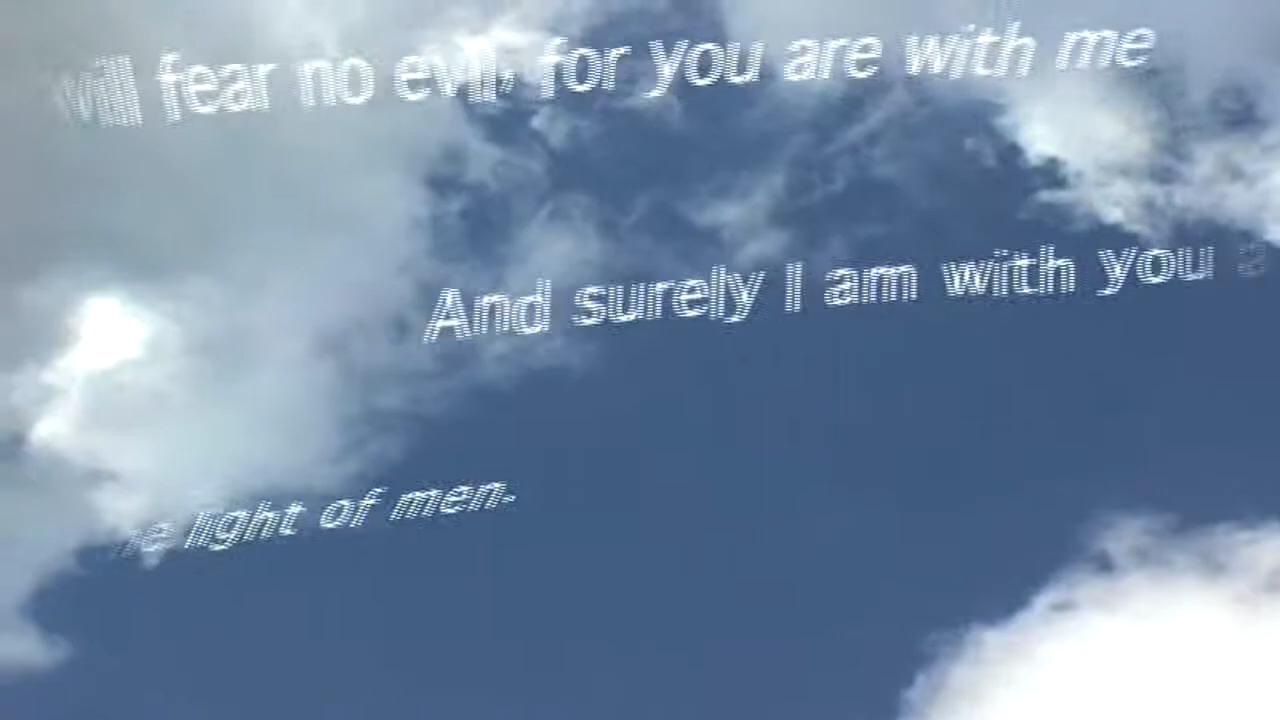 will fear no evil, for you are with me
And surely I am with you
light of men.